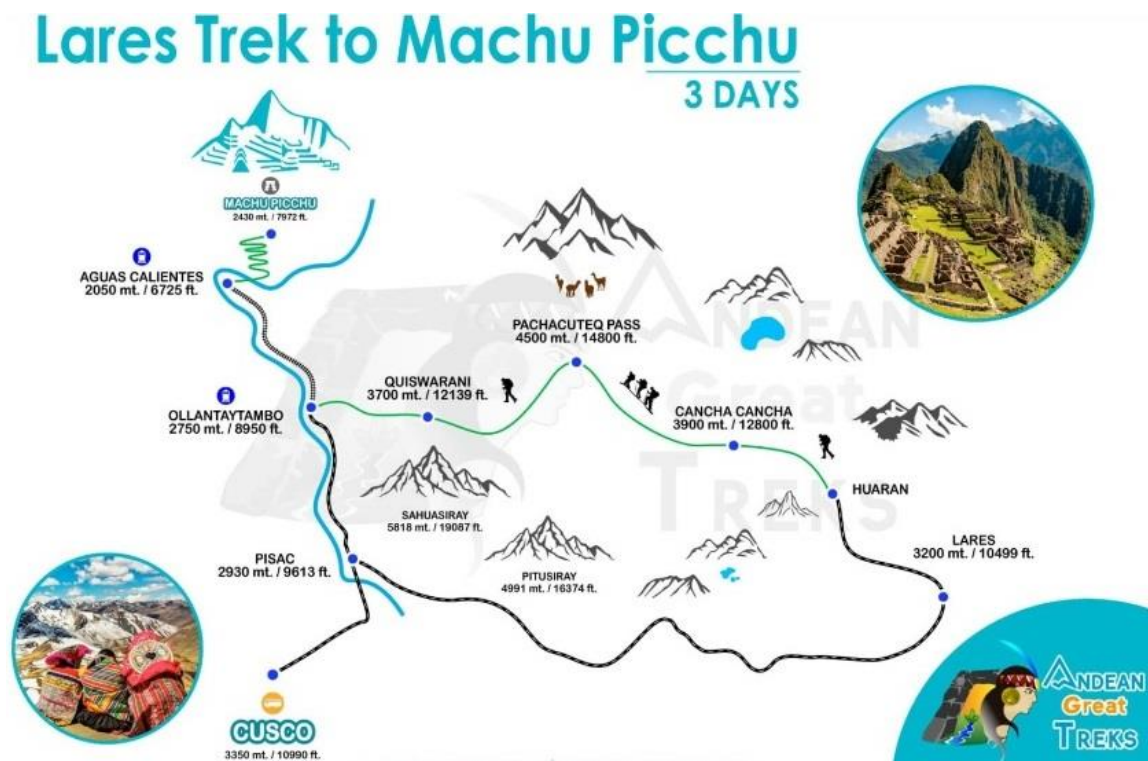 Lares Trek to Machu Picchu
3 DAYS
MACHU PICCHU
2430 mt. / 7972 ft.
AGUAS CALIENTES
2050 mt. / 6725 ft.
PACHACUTEQ PASS
4500 mt. / 14800 ft.
QUISWARANI
3700 mt. / 12139 ft.
OLLANTAYTAMBO
2750 mt. / 8950 ft.
CANCHA CANCHA
3900 mt. / 12800 ft.
HUARAN
SAHUASIRAY
5818 mt. / 19087 ft.
LARES
3200 mt. / 10499 ft.
PISAC
2930 mt. / 9613 ft.
PITUSIRAY
4991 mt. / 16374 ft.
CUSCO
3350 mt. / 10990 ft.
ANDEAN
Great
TREKS
ANDEAN
Great
TREKS